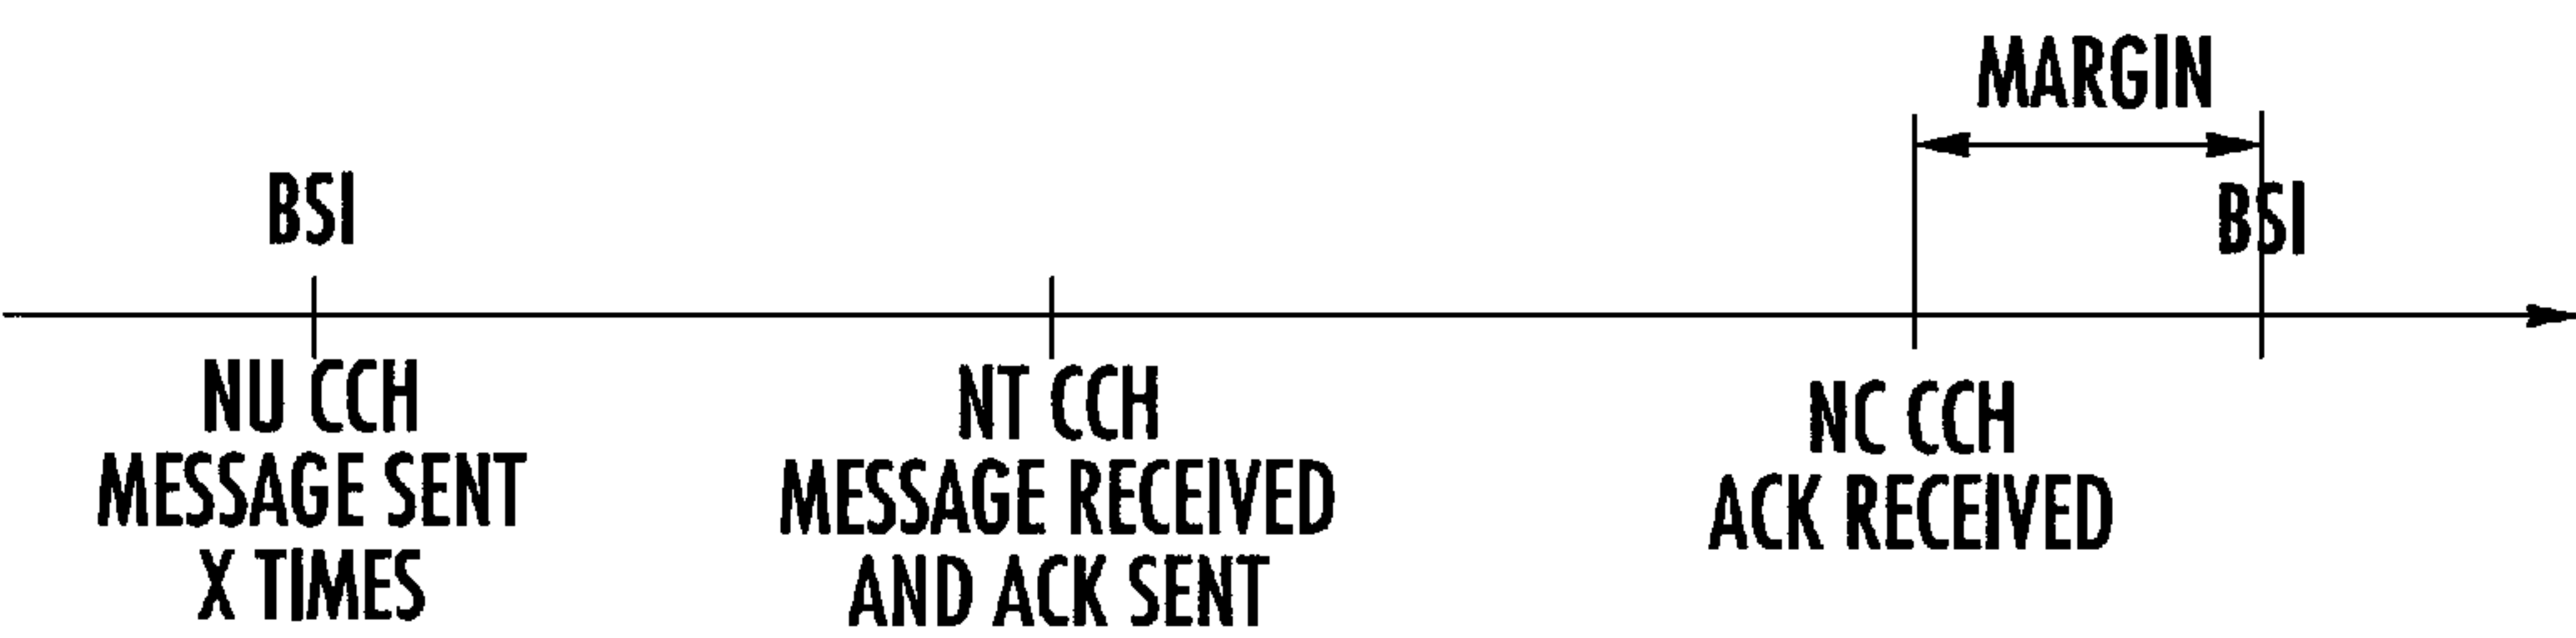 MARGIN
BSI
BSI
NU CCH
MESSAGE SENT
X TIMES
NT CCH
MESSAGE RECEIVED
AND ACK SENT
NC CCH
ACK RECEIVED